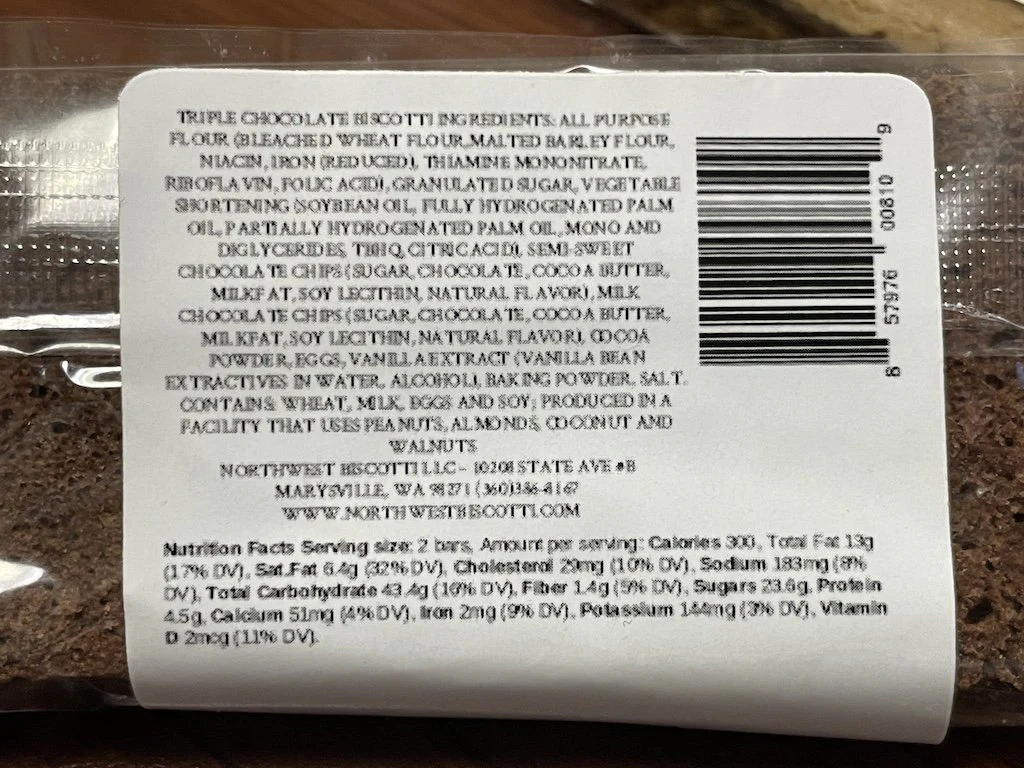 TRIPLE CHOCOLATE BISCOTTI INGREDIENTS: ALL PURPOSE
FLOUR (BLEACHED WHEAT FLOUR, MALTED BARLEY FLOUR,
NIACIN, IRON (REDUCED), THIAMINE MONONITRATE,
RIBOFLAVIN, FOLIC ACID), GRANULATED SUGAR, VEGETABLE
SHORTENING (SOYBEAN OIL, FULLY HYDROGENATED PALM
OIL, PARTIALLY HYDROGENATED PALM OIL, MONO AND
DIGLYCERIDES, TBHQ, CITRIC ACID), SEMI-SWEET
CHOCOLATE CHIPS (SUGAR, CHOCOLATE, COCOA BUTTER,
MILKFAT, SOY LECITHIN, NATURAL FLAVOR), MILK
CHOCOLATE CHIPS (SUGAR, CHOCOLATE, COCOA BUTTER,
MILKFAT, SOY LECITHIN, NATURAL FLAVOR), COCOA
POWDER, EGGS, VANILLA EXTRACT (VANILLA BEAN
EXTRACTIVES IN WATER, ALCOHOL), BAKING POWDER, SALT.
CONTAINS: WHEAT, MILK, EGGS AND SOY; PRODUCED IN A
FACILITY THAT USES PEANUTS, ALMONDS, COCONUT AND
WALNUTS
NORTHWEST BISCOTTI LLC - 10208 STATE AVE #B
MARYSVILLE, WA 98271 (360)386-8167
WWW.NORTHWESTBISCOTTI.COM
Nutrition Facts Serving size: 2 bars, Amount per serving: Calories 300, Total Fat 13g
(17% DV), Sat.Fat 6.4g (32% DV), Cholesterol 29mg (10% DV), Sodium 183mg (8%
DV), Total Carbohydrate 43.4g (16% DV), Fiber 1.4g (5% DV), Sugars 23.6g, Protein
4.5g, Calcium 51mg (4% DV), Iron 2mg (9% DV), Potassium 144mg (3% DV), Vitamin
D 2mcg (11% DV).
8 57976 00810 9